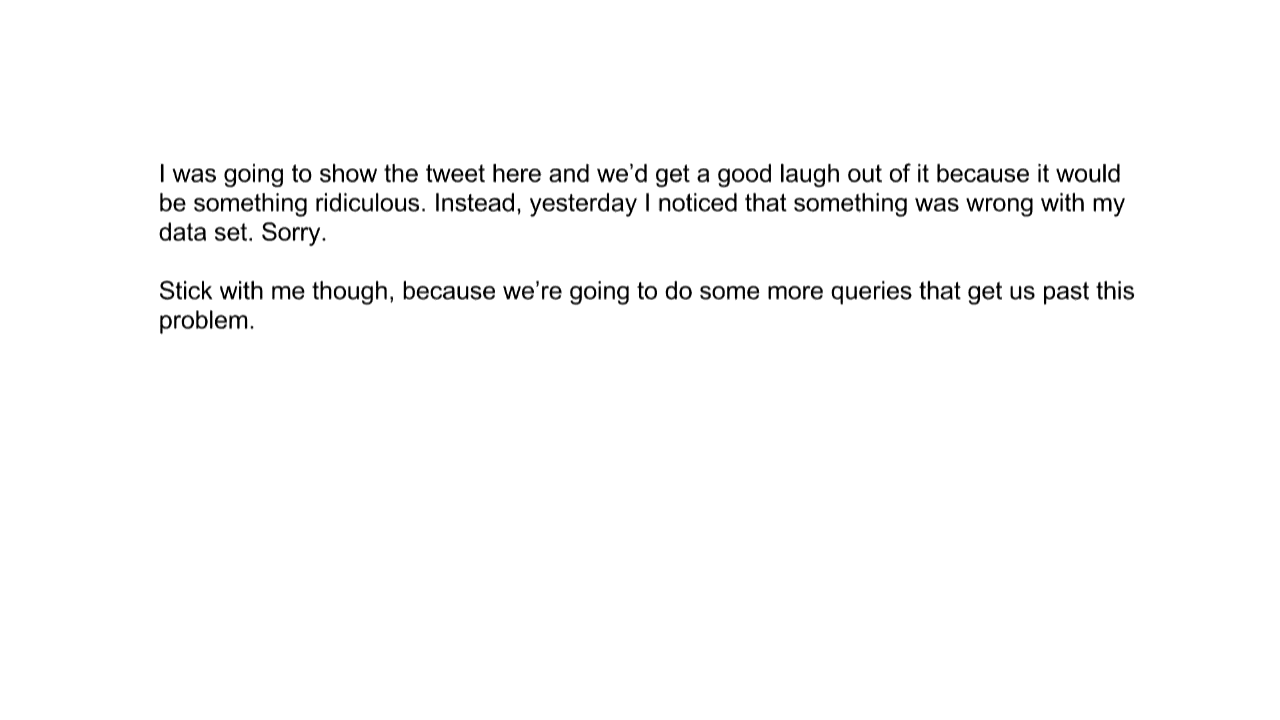 I was going to show the tweet here and we’d get a good laugh out of it because it would
be something ridiculous. Instead, yesterday I noticed that something was wrong with my
data set. Sorry.
Stick with me though, because we’re going to do some more queries that get us past this
problem.